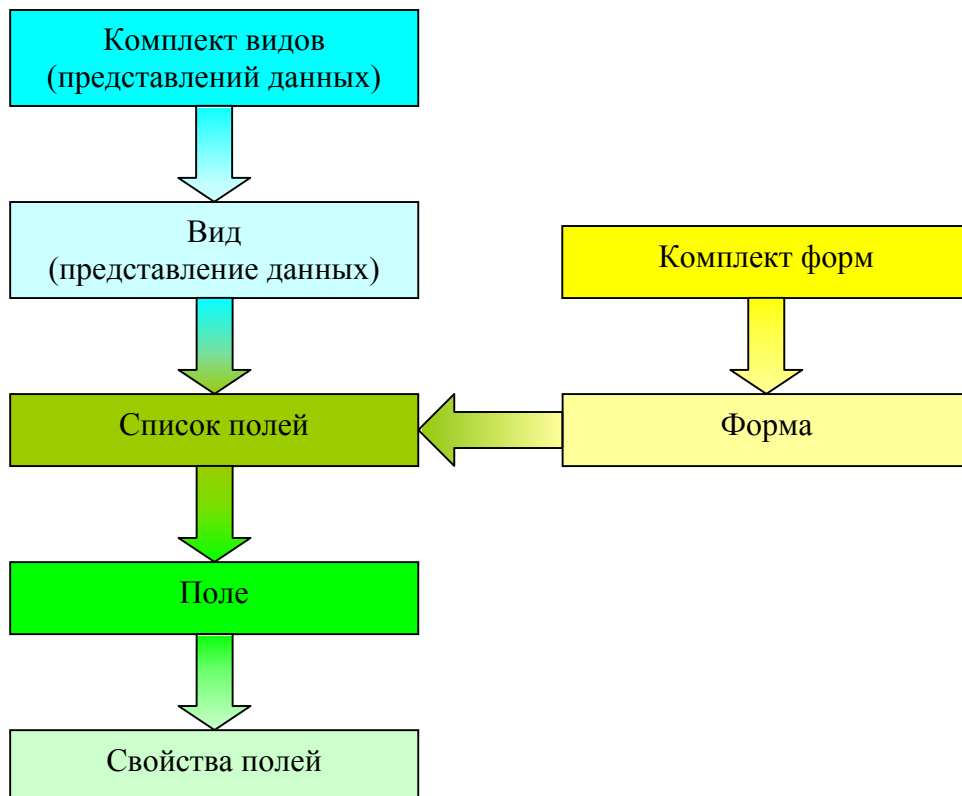 Комплект видов
(представлений данных)
Вид
(представление данных)
Комплект форм
Список полей
Форма
Поле
Свойства полей